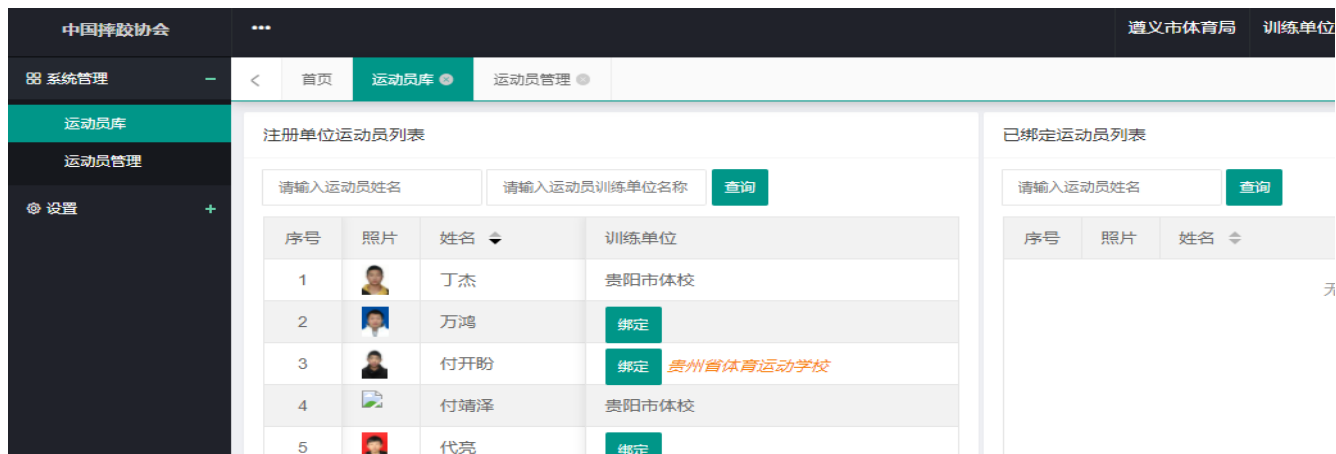 中国摔跤协会 ••• 遵义市体育局 训练单位
系统管理 −
< 首页 运动员库 运动员管理
运动员库
运动员管理
设置 +
注册单位运动员列表
请输入运动员姓名 请输入运动员训练单位名称 查询
序号 照片 姓名 训练单位
1 丁杰 贵阳市体校
2 万鸿 绑定
3 付开盼 绑定 贵州省体育运动学校
4 付靖泽 贵阳市体校
5 代亮 绑定
已绑定运动员列表
请输入运动员姓名 查询
序号 照片 姓名
无